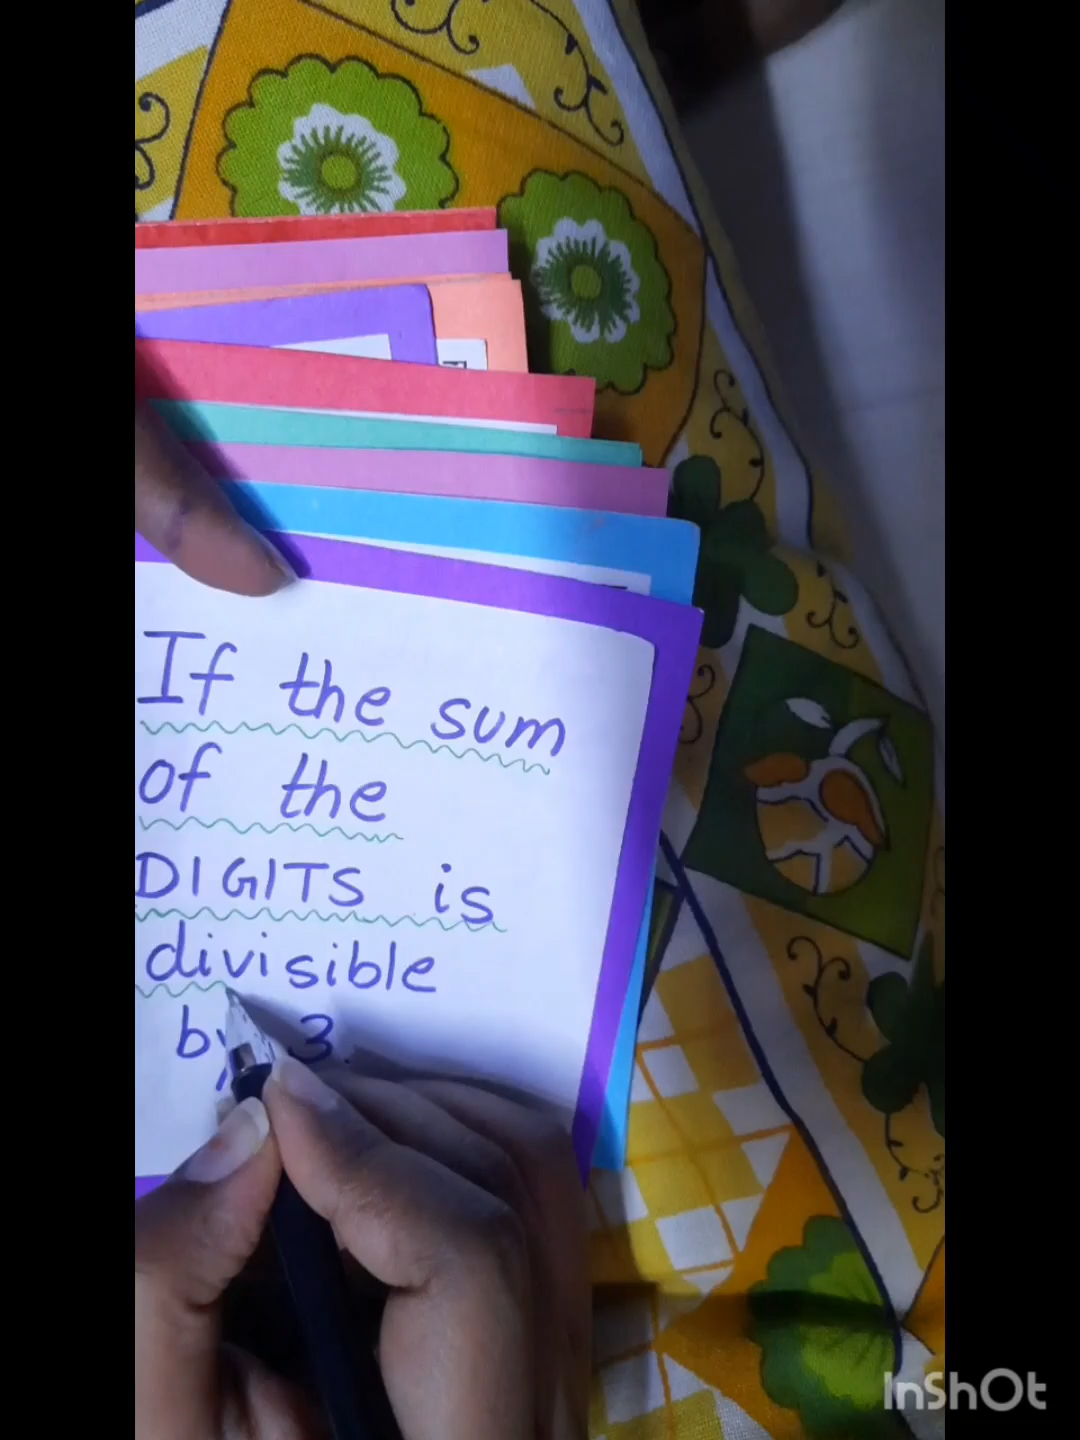 If the sum
of the
DIGITS is
divisible
by 3.
InShOt